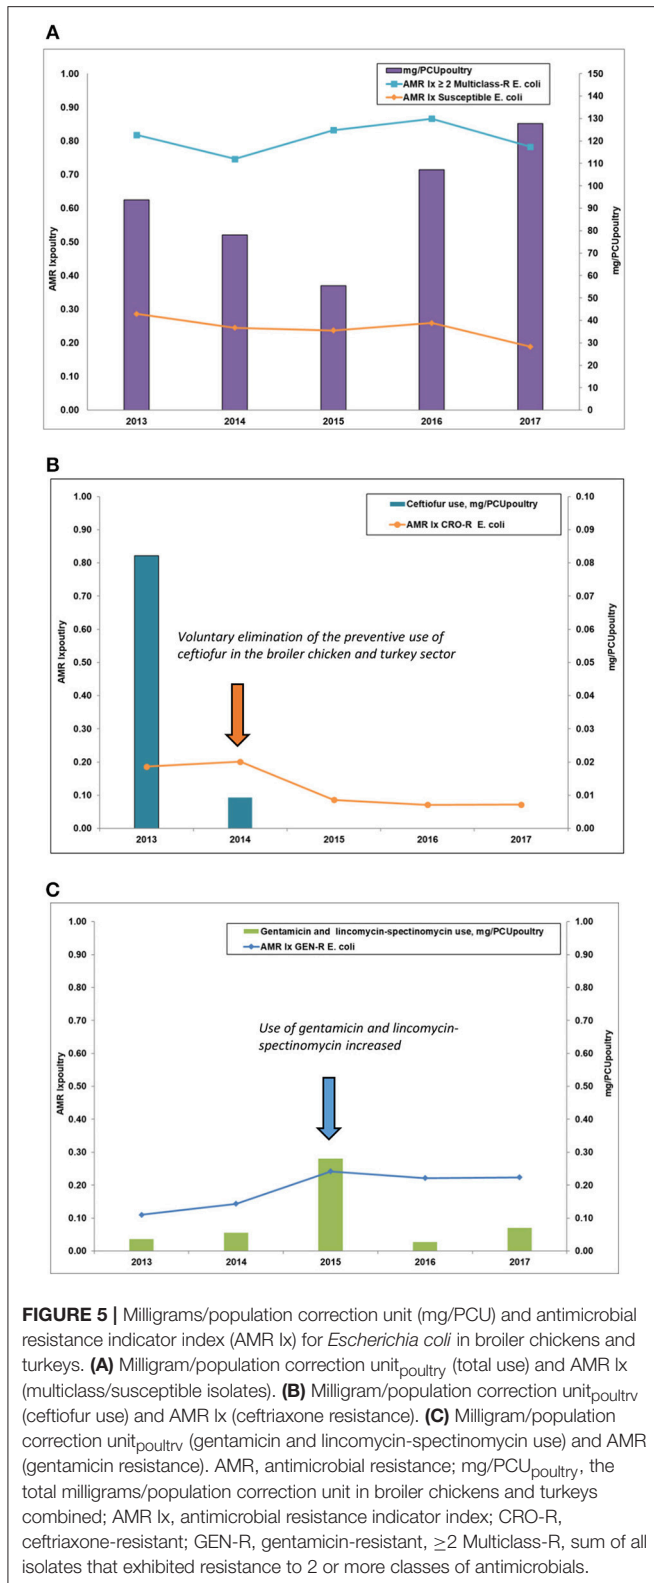 A
1.00
0.90
0.80
0.70
0.60
0.50
0.40
0.30
0.20
0.10
0.00
AMR Ixpoultry
mg/PCUpoultry
AMR Ix ≥ 2 Multiclass-R E. coli
AMR Ix Susceptible E. coli
150
140
130
120
110
100
90
80
70
60
50
40
30
20
10
0
mg/PCUpoultry
2013 2014 2015 2016 2017
B
1.00
0.90
0.80
0.70
0.60
0.50
0.40
0.30
0.20
0.10
0.00
AMR Ixpoultry
Ceftiofur use, mg/PCUpoultry
AMR Ix CRO-R E. coli
Voluntary elimination of the preventive use of
ceftiofur in the broiler chicken and turkey sector
0.10
0.09
0.08
0.07
0.06
0.05
0.04
0.03
0.02
0.01
0.00
mg/PCUpoultry
2013 2014 2015 2016 2017
C
1.00
0.90
0.80
0.70
0.60
0.50
0.40
0.30
0.20
0.10
0.00
AMR Ixpoultry
Gentamicin and lincomycin-spectinomycin use, mg/PCUpoultry
AMR Ix GEN-R E. coli
Use of gentamicin and lincomycin-
spectinomycin increased
1.00
0.90
0.80
0.70
0.60
0.50
0.40
0.30
0.20
0.10
0.00
mg/PCUpoultry
2013 2014 2015 2016 2017
FIGURE 5 | Milligrams/population correction unit (mg/PCU) and antimicrobial
resistance indicator index (AMR Ix) for Escherichia coli in broiler chickens and
turkeys. (A) Milligram/population correction unitpoultry (total use) and AMR Ix
(multiclass/susceptible isolates). (B) Milligram/population correction unitpoultry
(ceftiofur use) and AMR Ix (ceftriaxone resistance). (C) Milligram/population
correction unitpoultry (gentamicin and lincomycin-spectinomycin use) and AMR
(gentamicin resistance). AMR, antimicrobial resistance; mg/PCUpoultry, the
total milligrams/population correction unit in broiler chickens and turkeys
combined; AMR Ix, antimicrobial resistance indicator index; CRO-R,
ceftriaxone-resistant; GEN-R, gentamicin-resistant, ≥2 Multiclass-R, sum of all
isolates that exhibited resistance to 2 or more classes of antimicrobials.